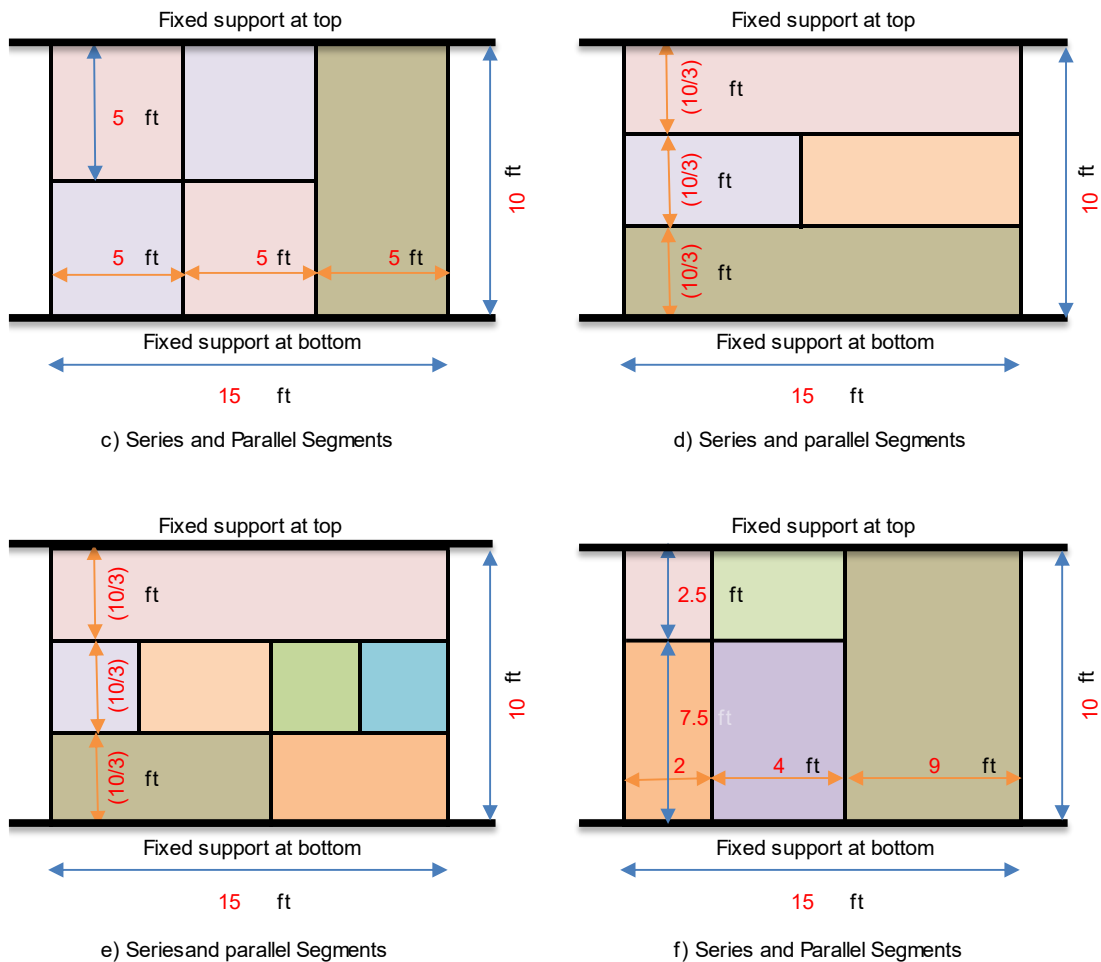 Fixed support at top
5 ft
5 ft
5 ft
5 ft
10 ft
Fixed support at bottom
15 ft
c) Series and Parallel Segments
Fixed support at top
(10/3) ft
(10/3) ft
(10/3) ft
10 ft
Fixed support at bottom
15 ft
d) Series and parallel Segments
Fixed support at top
(10/3) ft
(10/3)
(10/3) ft
10 ft
Fixed support at bottom
15 ft
e) Seriesand parallel Segments
Fixed support at top
2.5 ft
7.5 ft
2
4 ft
9 ft
10 ft
Fixed support at bottom
15 ft
f) Series and Parallel Segments